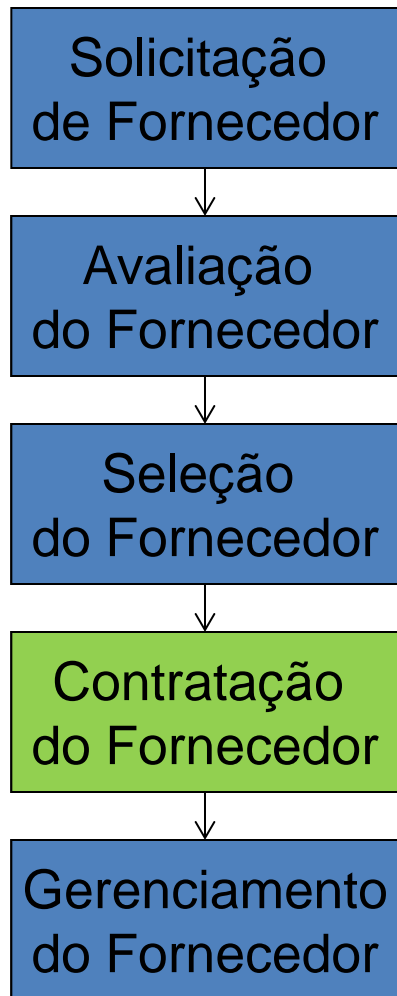 Solicitação
de Fornecedor
Avaliação
do Fornecedor
Seleção
do Fornecedor
Contratação
do Fornecedor
Gerenciamento
do Fornecedor